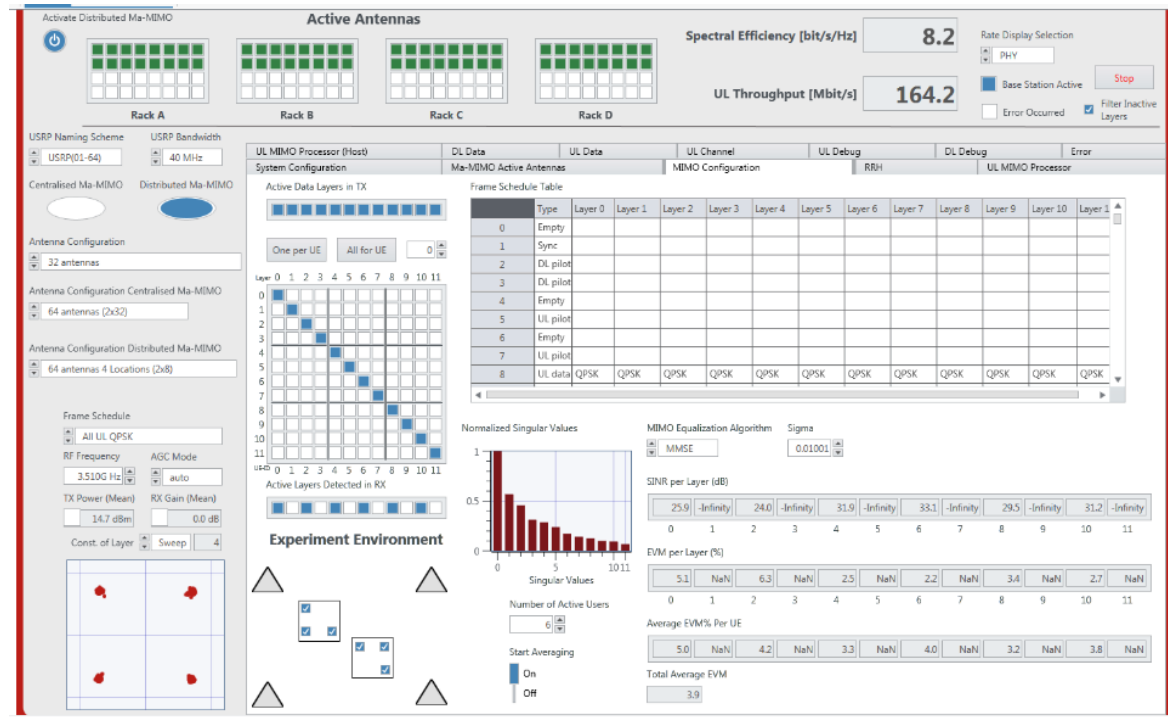 Activate Distributed Ma-MIMO
Active Antennas
Rack A
Rack B
Rack C
Rack D
Spectral Efficiency [bit/s/Hz]
8.2
UL Throughput [Mbit/s]
164.2
Rate Display Selection
PHY
Base Station Active
Stop
Error Occurred
Filter Inactive
Layers
USRP Naming Scheme
USRP Bandwidth
USRP(01-64)
40 MHz
Centralised Ma-MIMO
Distributed Ma-MIMO
Antenna Configuration
32 antennas
Antenna Configuration Centralised Ma-MIMO
64 antennas (2x32)
Antenna Configuration Distributed Ma-MIMO
64 antennas 4 Locations (2x8)
Frame Schedule
All UL QPSK
RF Frequency
AGC Mode
3.510G Hz
auto
TX Power (Mean)
RX Gain (Mean)
14.7 dBm
0.0 dB
Const. of Layer
Sweep
4
UL MIMO Processor (Host)
DL Data
UL Data
UL Channel
UL Debug
DL Debug
Error
System Configuration
Ma-MIMO Active Antennas
MIMO Configuration
RRH
UL MIMO Processor
Active Data Layers in TX
One per UE
All for UE
0
Layer 0 1 2 3 4 5 6 7 8 9 10 11
0
1
2
3
4
5
6
7
8
9
10
11
UE-ID 0 1 2 3 4 5 6 7 8 9 10 11
Active Layers Detected in RX
Experiment Environment
Frame Schedule Table
Type Layer 0 Layer 1 Layer 2 Layer 3 Layer 4 Layer 5 Layer 6 Layer 7 Layer 8 Layer 9 Layer 10 Layer 1
0 Empty
1 Sync
2 DL pilot
3 DL pilot
4 Empty
5 UL pilot
6 Empty
7 UL pilot
8 UL data QPSK QPSK QPSK QPSK QPSK QPSK QPSK QPSK QPSK QPSK QPSK QPSK
Normalized Singular Values
1
0.5
0
0 5 10 11
Singular Values
Number of Active Users
6
Start Averaging
On
Off
MIMO Equalization Algorithm
Sigma
MMSE
0.01001
SINR per Layer (dB)
25.9 -Infinity 24.0 -Infinity 31.9 -Infinity 33.1 -Infinity 29.5 -Infinity 31.2 -Infinity
0 1 2 3 4 5 6 7 8 9 10 11
EVM per Layer (%)
5.1 NaN 6.3 NaN 2.5 NaN 2.2 NaN 3.4 NaN 2.7 NaN
0 1 2 3 4 5 6 7 8 9 10 11
Average EVM% Per UE
5.0 NaN 4.2 NaN 3.3 NaN 4.0 NaN 3.2 NaN 3.8 NaN
Total Average EVM
3.9